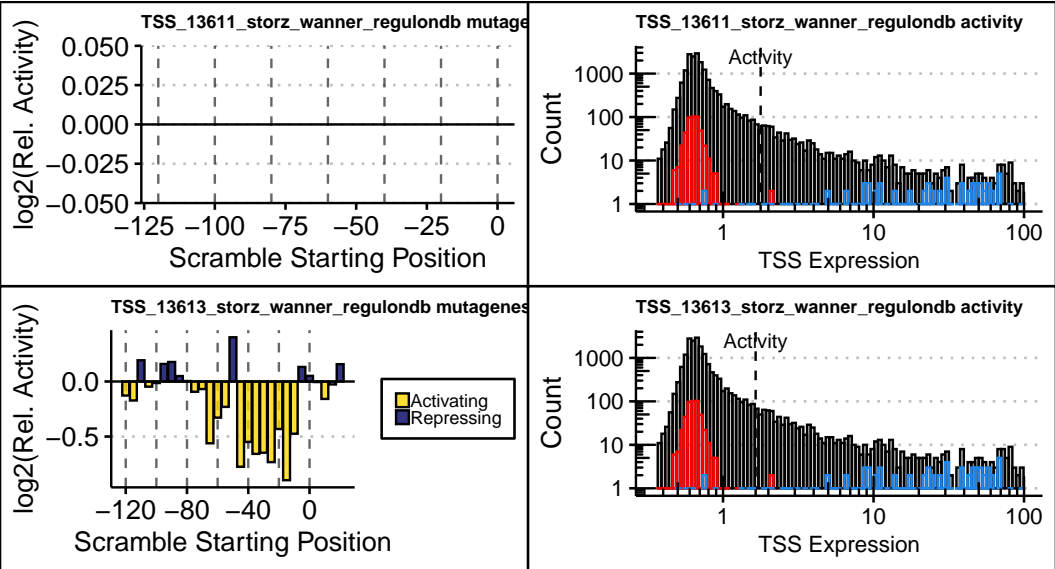 TSS_13611_storz_wanner_regulondb mutage
log2(Rel. Activity)
0.050
0.025
0.000
−0.025
−0.050
−125 −100 −75 −50 −25 0
Scramble Starting Position
TSS_13611_storz_wanner_regulondb activity
Activity
Count
1000
100
10
1
1 10 100
TSS Expression
TSS_13613_storz_wanner_regulondb mutagenes
log2(Rel. Activity)
0.0
−0.5
−120 −80 −40 0
Scramble Starting Position
Activating
Repressing
TSS_13613_storz_wanner_regulondb activity
Activity
Count
1000
100
10
1
1 10 100
TSS Expression